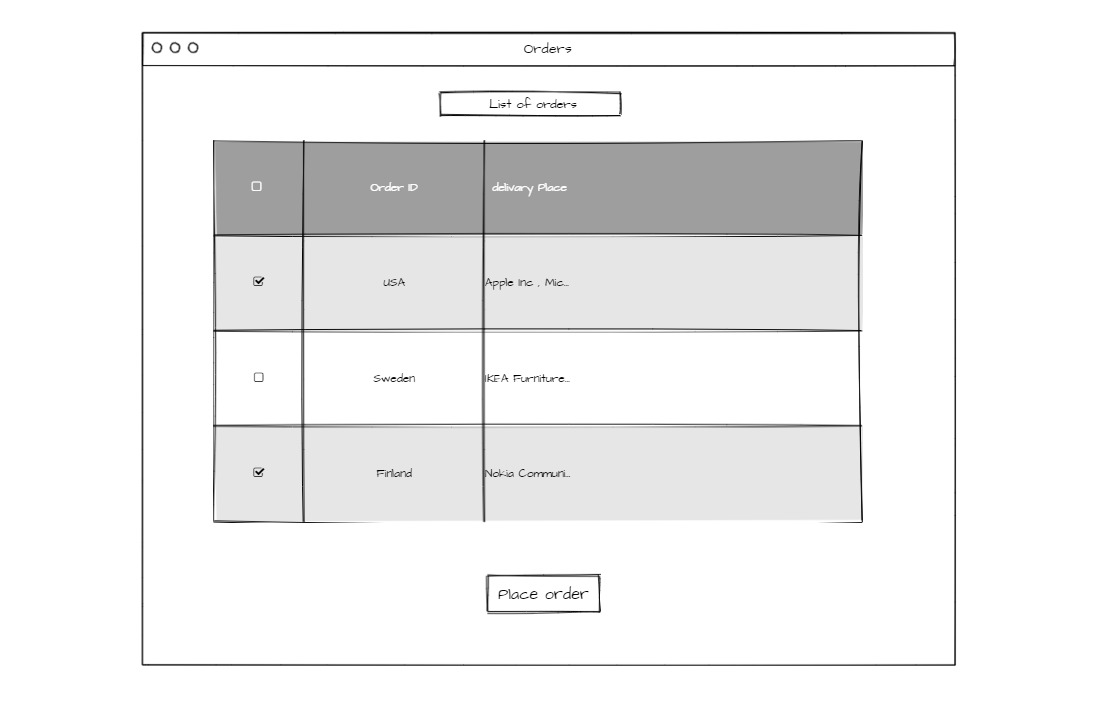 Orders
List of orders
Order ID delivary Place
USA Apple Inc , Mic...
Sweden IKEA Furniture...
Finland Nokia Communi...
Place order